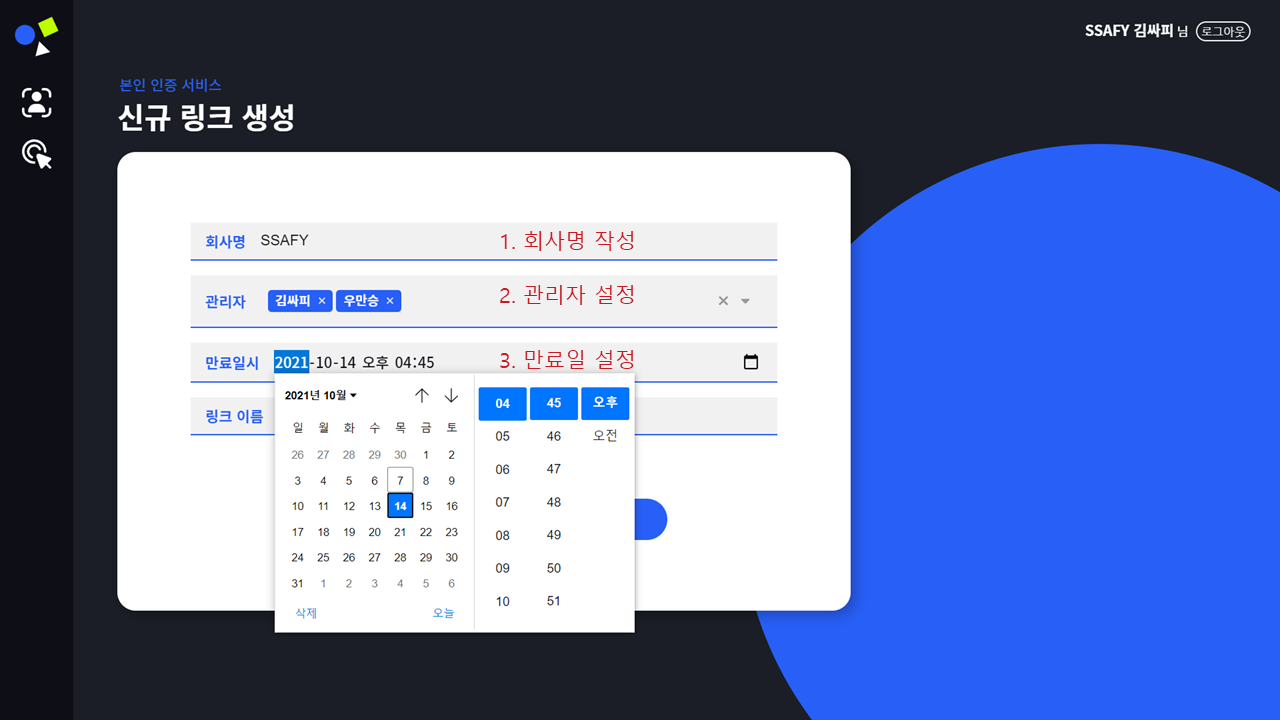 SSAFY 김싸피 님 로그아웃
본인 인증 서비스
신규 링크 생성
회사명 SSAFY 1. 회사명 작성
관리자 김싸피 × 우만승 × 2. 관리자 설정
만료일시 2021-10-14 오후 04:45 3. 만료일 설정
링크 이름
2021년 10월
일 월 화 수 목 금 토
26 27 28 29 30 1 2
3 4 5 6 7 8 9
10 11 12 13 14 15 16
17 18 19 20 21 22 23
24 25 26 27 28 29 30
31 1 2 3 4 5 6
삭제 오늘
04 45 오후
05 46 오전
06 47
07 48
08 49
09 50
10 51